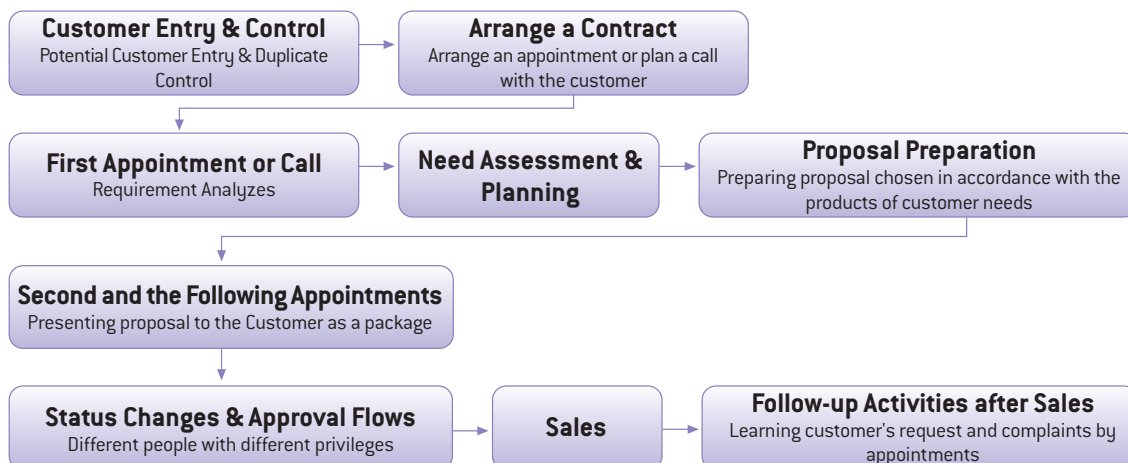 Customer Entry & Control
Potential Customer Entry & Duplicate
Control
Arrange a Contract
Arrange an appointment or plan a call
with the customer
First Appointment or Call
Requirement Analyzes
Need Assessment &
Planning
Proposal Preparation
Preparing proposal chosen in accordance with the
products of customer needs
Second and the Following Appointments
Presenting proposal to the Customer as a package
Status Changes & Approval Flows
Different people with different privileges
Sales
Follow-up Activities after Sales
Learning customer's request and complaints by
appointments